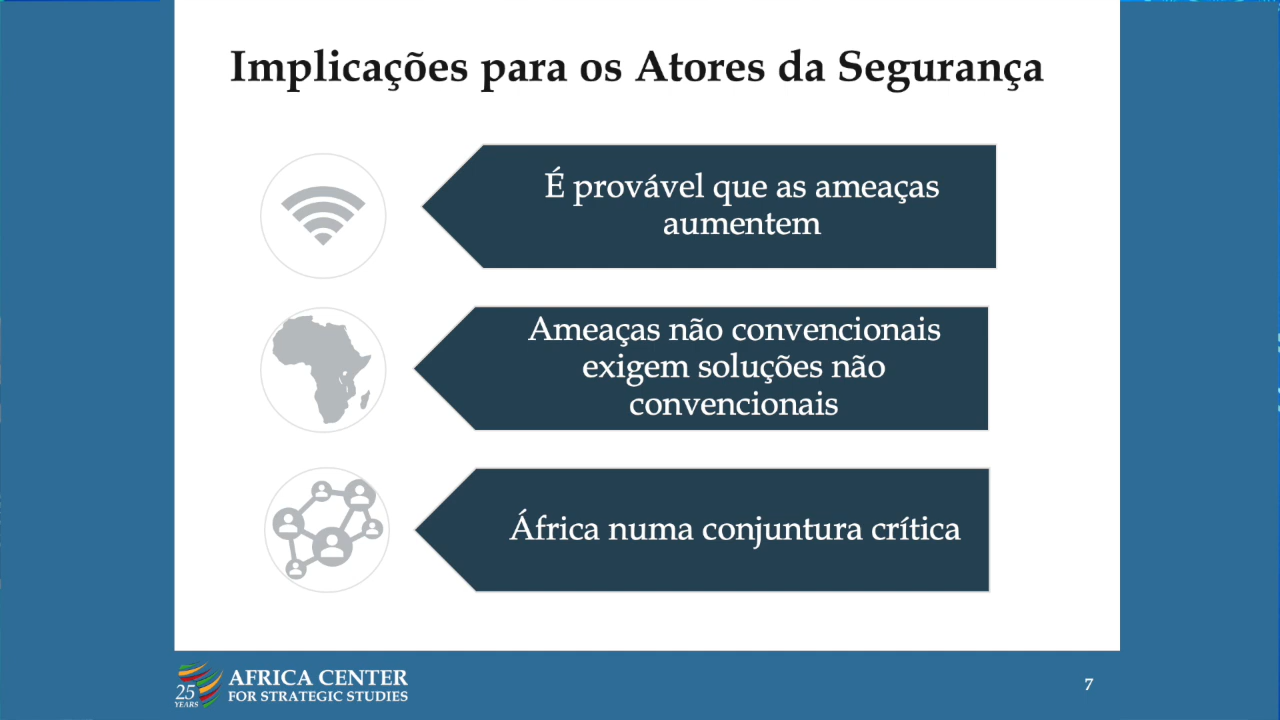 Implicações para os Atores da Segurança
É provável que as ameaças
aumentem
Ameaças não convencionais
exigem soluções não
convencionais
África numa conjuntura crítica
25
YEARS
AFRICA CENTER
FOR STRATEGIC STUDIES
7